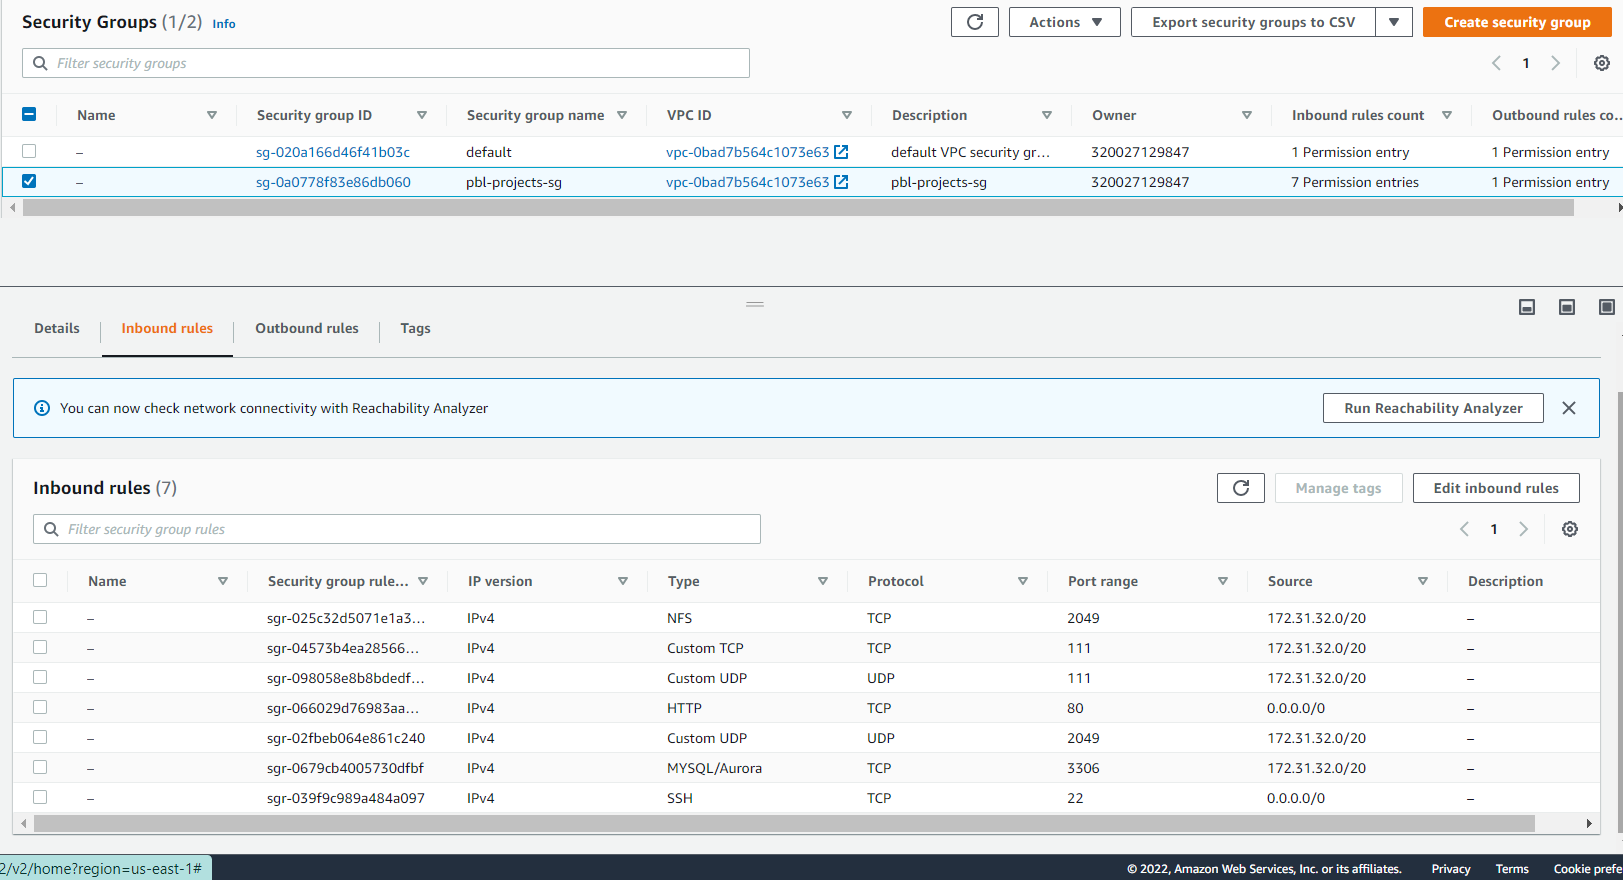 Security Groups (1/2) Info
Actions Export security groups to CSV Create security group
Filter security groups
1
Name Security group ID Security group name VPC ID Description Owner Inbound rules count Outbound rules co...
– sg-020a166d46f41b03c default vpc-0bad7b564c1073e63 default VPC security gr... 320027129847 1 Permission entry 1 Permission entry
– sg-0a0778f83e86db060 pbl-projects-sg vpc-0bad7b564c1073e63 pbl-projects-sg 320027129847 7 Permission entries 1 Permission entry
Details Inbound rules Outbound rules Tags
You can now check network connectivity with Reachability Analyzer Run Reachability Analyzer
Inbound rules (7) Manage tags Edit inbound rules
Filter security group rules 1
Name Security group rule... IP version Type Protocol Port range Source Description
– sgr-025c32d5071e1a3... IPv4 NFS TCP 2049 172.31.32.0/20 –
– sgr-04573b4ea28566... IPv4 Custom TCP TCP 111 172.31.32.0/20 –
– sgr-098058e8b8bdedf... IPv4 Custom UDP UDP 111 172.31.32.0/20 –
– sgr-066029d76983aa... IPv4 HTTP TCP 80 0.0.0.0/0 –
– sgr-02fbeb064e861c240 IPv4 Custom UDP UDP 2049 172.31.32.0/20 –
– sgr-0679cb4005730dfbf IPv4 MYSQL/Aurora TCP 3306 172.31.32.0/20 –
– sgr-039f9c989a484a097 IPv4 SSH TCP 22 0.0.0.0/0 –
2/v2/home?region=us-east-1# © 2022, Amazon Web Services, Inc. or its affiliates. Privacy Terms Cookie prefe